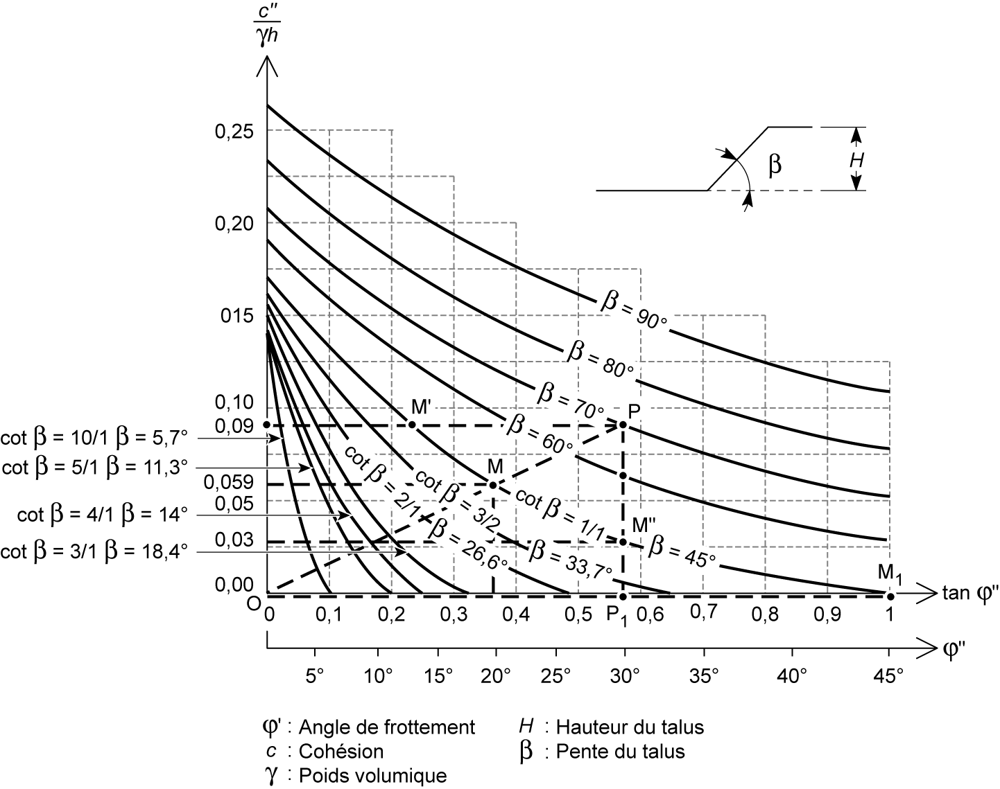 c"
γh
0,25
0,20
015
0,10
0,09
0,059
0,05
0,03
0,00
O
cot β = 10/1 β = 5,7°
cot β = 5/1 β = 11,3°
cot β = 4/1 β = 14°
cot β = 3/1 β = 18,4°
β = 90°
β = 80°
β = 70°
β = 60°
cot β = 1/1 β = 45°
cot β = 3/2 β = 33,7°
cot β = 2/1 β = 26,6°
M'
P
M
M"
M1
P1
β
H
0 0,1 0,2 0,3 0,4 0,5 0,6 0,7 0,8 0,9 1
tan φ"
5° 10° 15° 20° 25° 30° 35° 40° 45°
φ"
φ' : Angle de frottement
c : Cohésion
γ : Poids volumique
H : Hauteur du talus
β : Pente du talus